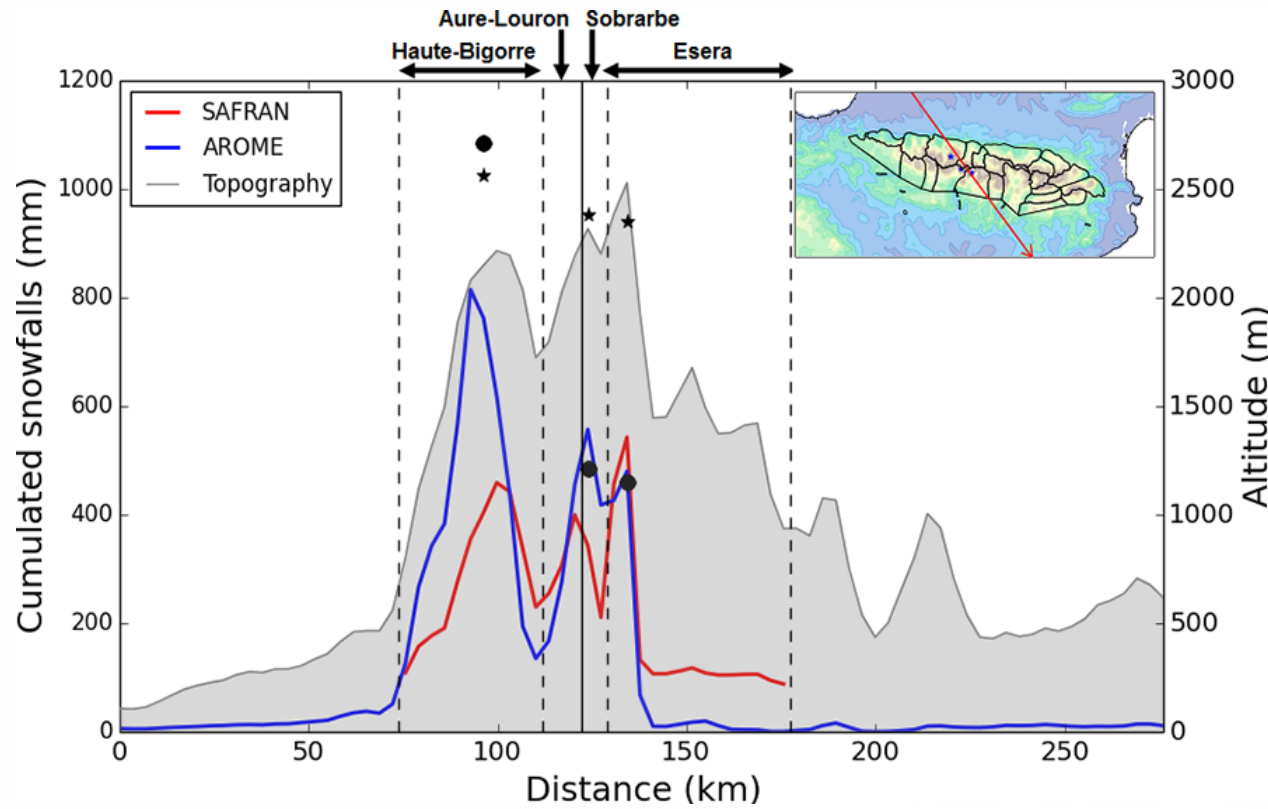 Aure-Louron Sobrarbe
Haute-Bigorre Esera
1200
1000
800
600
400
200
0
Cumulated snowfalls (mm)
SAFRAN
AROME
Topography
3000
2500
2000
1500
1000
500
0
Altitude (m)
0 50 100 150 200 250
Distance (km)